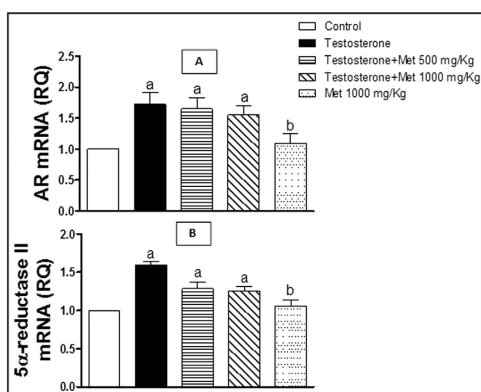 Control
Testosterone
Testosterone+Met 500 mg/Kg
Testosterone+Met 1000 mg/Kg
Met 1000 mg/Kg
A
AR mRNA (RQ)
2.5
2.0
1.5
1.0
0.5
0.0
a
a
a
b
B
5α-reductase II
mRNA (RQ)
2.0
1.5
1.0
0.5
0.0
a
a
a
b